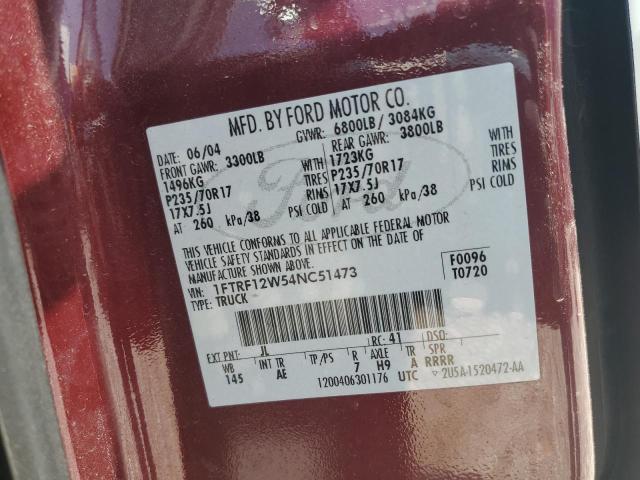 MFD. BY FORD MOTOR CO.
DATE: 06/04 GVWR: 6800LB/ 3084KG
FRONT GAWR: 3300LB REAR GAWR: 3800LB
1496KG WITH 1723KG WITH
P235/70R17 TIRES P235/70R17 TIRES
17X7.5J RIMS 17X7.5J RINS
AT 260 kPa/38 PSI COLD AT 260 kPa/38 PSI COLD
THIS VEHICLE CONFORMS TO ALL APPLICABLE FEDERAL MOTOR
VEHICLE SAFETY STANDARDS IN EFFECT ON THE DATE OF
MANUFACTURE SHOWN ABOVE.
VIN: 1FTRF12W54NC51473 F0096
TYPE: TRUCK T0720
EXT PNT: JL RC: 41 DSO:
WB INT TR TP/PS R AXLE TR SPR
145 AE 7 H9 A RRRR
1200406301176 UTC 2U5A-1520472-AA
Ford